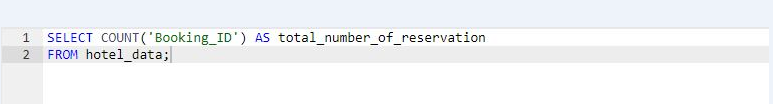 1 SELECT COUNT('Booking_ID') AS total_number_of_reservation
2 FROM hotel_data;